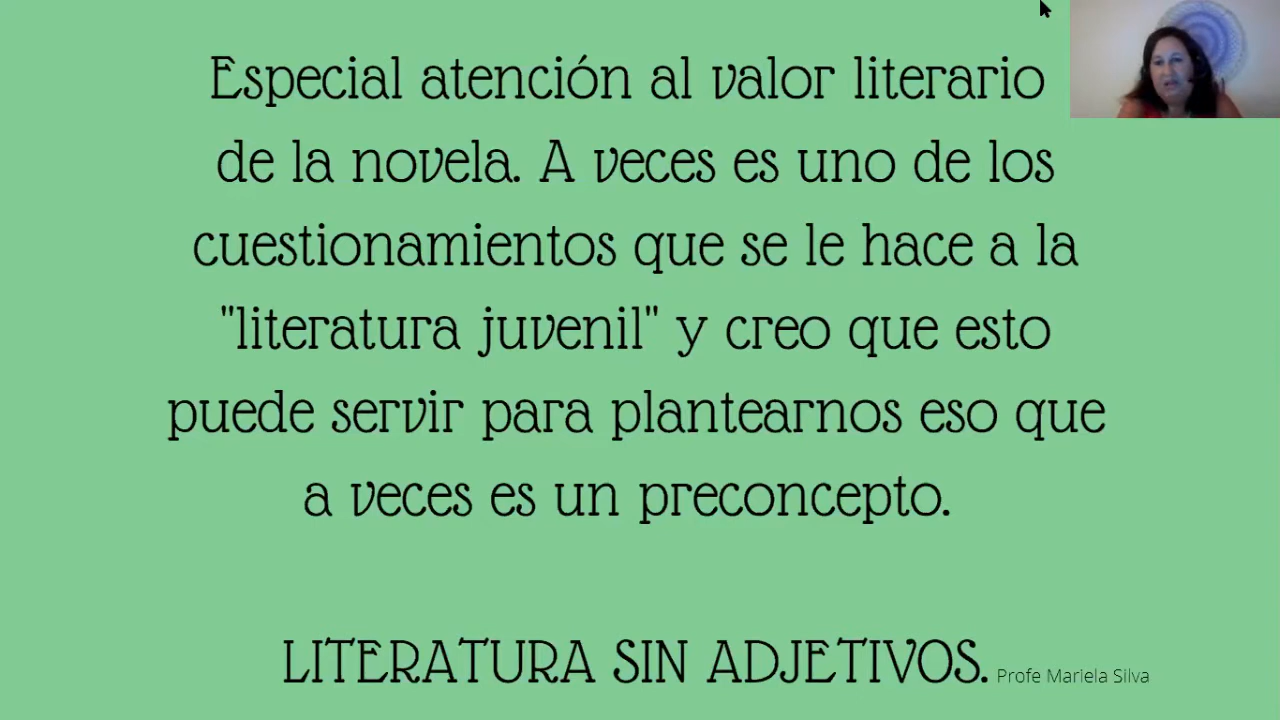 Especial atención al valor literario
de la novela. A veces es uno de los
cuestionamientos que se le hace a la
"literatura juvenil" y creo que esto
puede servir para plantearnos eso que
a veces es un preconcepto.
LITERATURA SIN ADJETIVOS.
Profe Mariela Silva